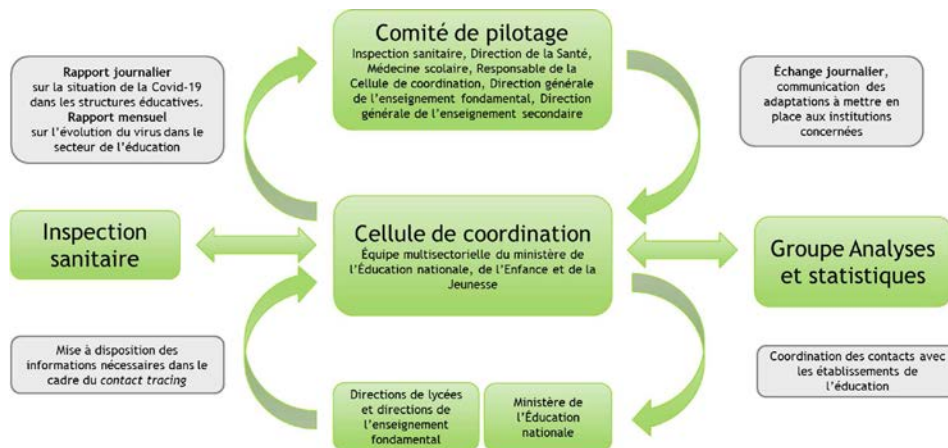 Comité de pilotage
Inspection sanitaire, Direction de la Santé,
Médecine scolaire, Responsable de la
Cellule de coordination, Direction générale
de l'enseignement fondamental, Direction
générale de l'enseignement secondaire
Rapport journalier
sur la situation de la Covid-19
dans les structures éducatives.
Rapport mensuel
sur l'évolution du virus dans le
secteur de l'éducation
Échange journalier,
communication des
adaptations à mettre en
place aux institutions
concernées
Inspection
sanitaire
Cellule de coordination
Équipe multisectorielle du ministère de
l'Éducation nationale, de l'Enfance et de la
Jeunesse
Groupe Analyses
et statistiques
Mise à disposition des
informations nécessaires dans le
cadre du contact tracing
Coordination des contacts avec
les établissements de
l'éducation
Directions de lycées
et directions de
l'enseignement
fondamental
Ministère de
l'Éducation
nationale